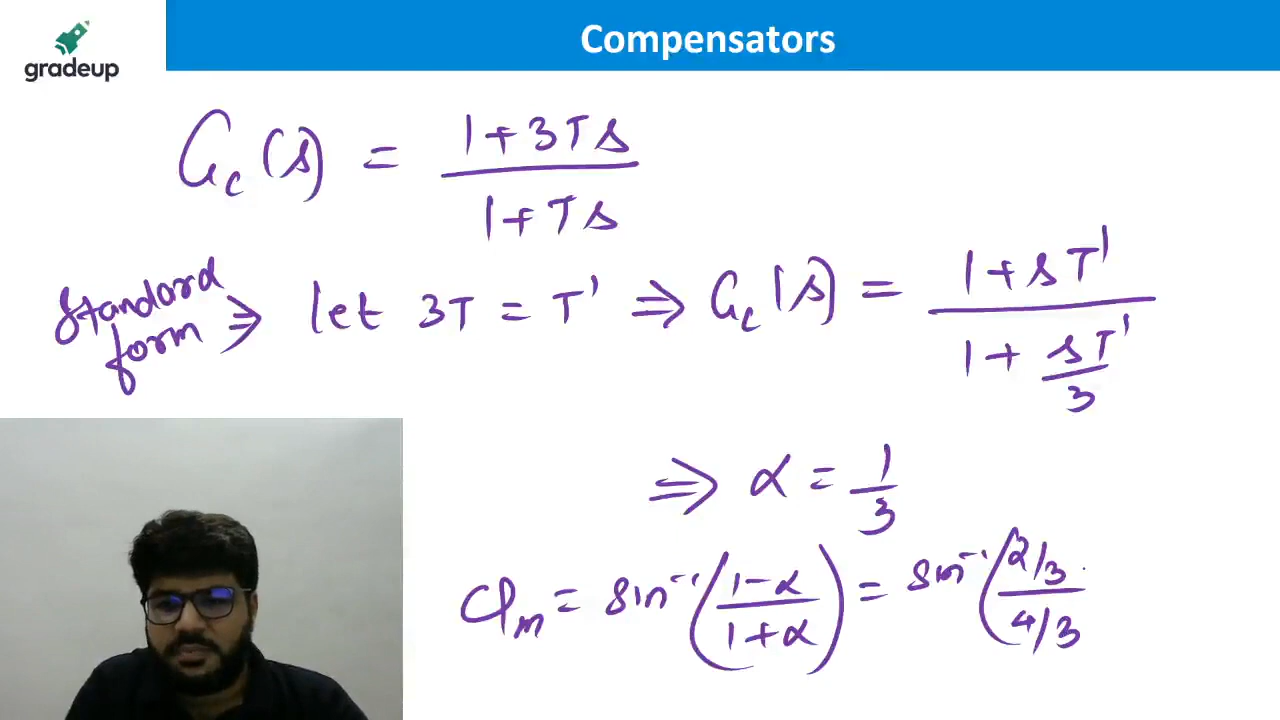 Compensators
gradeup
Gc(s) = (1+3Ts)/(1+Ts)
Standard form ⇒ let 3T = T' ⇒ Gc(s) = (1+sT')/(1+sT'/3)
⇒ α = 1/3
φm = sin⁻¹((1-α)/(1+α)) = sin⁻¹((2/3)/(4/3)